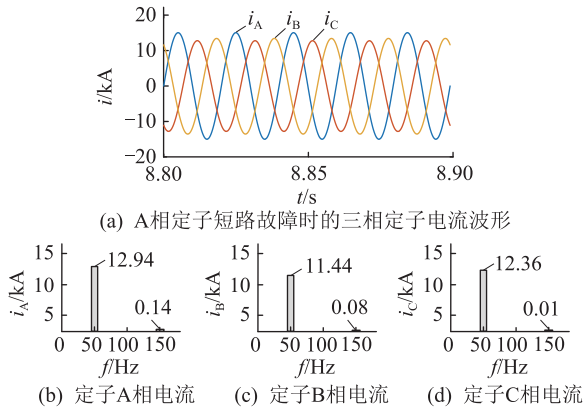 i_A i_B i_C
20
10
0
−10
−20
i/kA
8.80 8.85 8.90
t/s
(a) A相定子短路故障时的三相定子电流波形
15 12.94
10
5 0.14
i_A/kA
0 50 100 150
f/Hz
(b) 定子A相电流
15
10 11.44
5 0.08
i_B/kA
0 50 100 150
f/Hz
(c) 定子B相电流
15 12.36
10
5 0.01
i_C/kA
0 50 100 150
f/Hz
(d) 定子C相电流